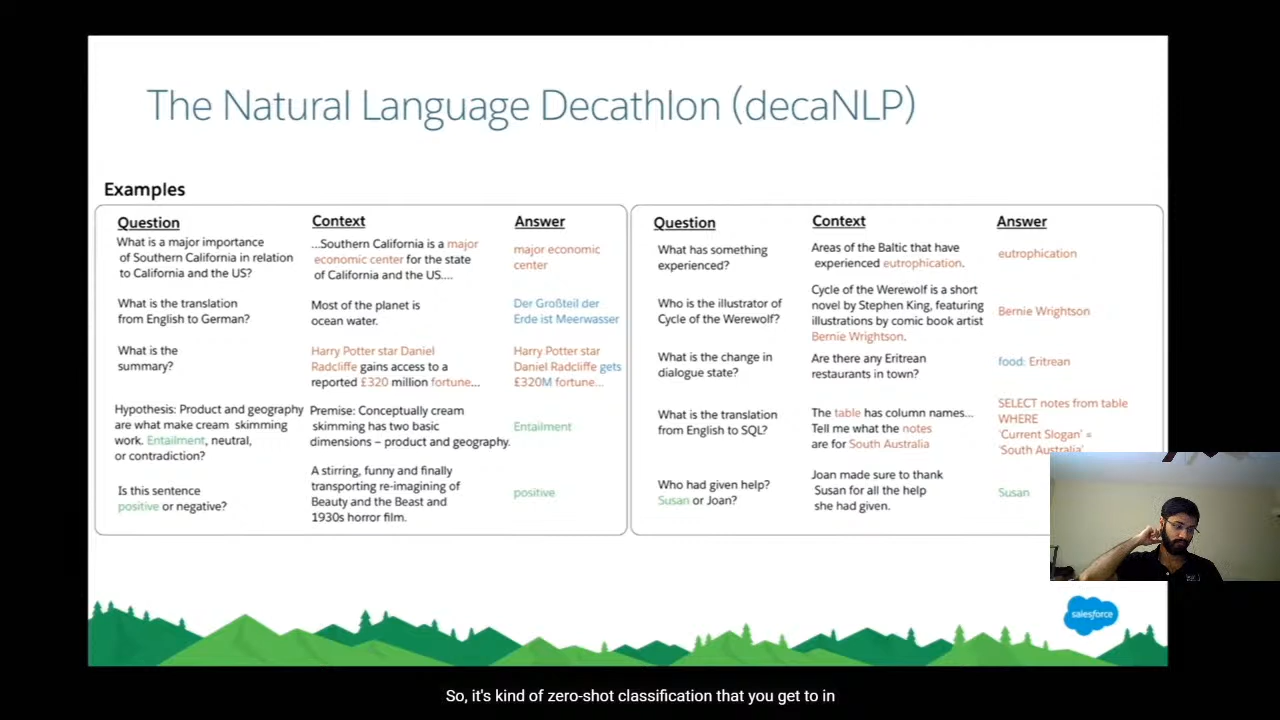 The Natural Language Decathlon (decaNLP)
Examples
Question
Context
Answer
What is a major importance
of Southern California in relation
to California and the US?
...Southern California is a major
economic center for the state
of California and the US....
major economic
center
What is the translation
from English to German?
Most of the planet is
ocean water.
Der Großteil der
Erde ist Meerwasser
What is the
summary?
Harry Potter star Daniel
Radcliffe gains access to a
reported £320 million fortune...
Harry Potter star
Daniel Radcliffe gets
£320M fortune...
Hypothesis: Product and geography
are what make cream skimming
work. Entailment, neutral,
or contradiction?
Premise: Conceptually cream
skimming has two basic
dimensions – product and geography.
Entailment
Is this sentence
positive or negative?
A stirring, funny and finally
transporting re-imagining of
Beauty and the Beast and
1930s horror film.
positive
Question
Context
Answer
What has something
experienced?
Areas of the Baltic that have
experienced eutrophication.
eutrophication
Who is the illustrator of
Cycle of the Werewolf?
Cycle of the Werewolf is a short
novel by Stephen King, featuring
illustrations by comic book artist
Bernie Wrightson.
Bernie Wrightson
What is the change in
dialogue state?
Are there any Eritrean
restaurants in town?
food: Eritrean
What is the translation
from English to SQL?
The table has column names...
Tell me what the notes
are for South Australia
SELECT notes from table
WHERE
'Current Slogan' =
'South Australia'
Who had given help?
Susan or Joan?
Joan made sure to thank
Susan for all the help
she had given.
Susan
salesforce
So, it's kind of zero-shot classification that you get to in